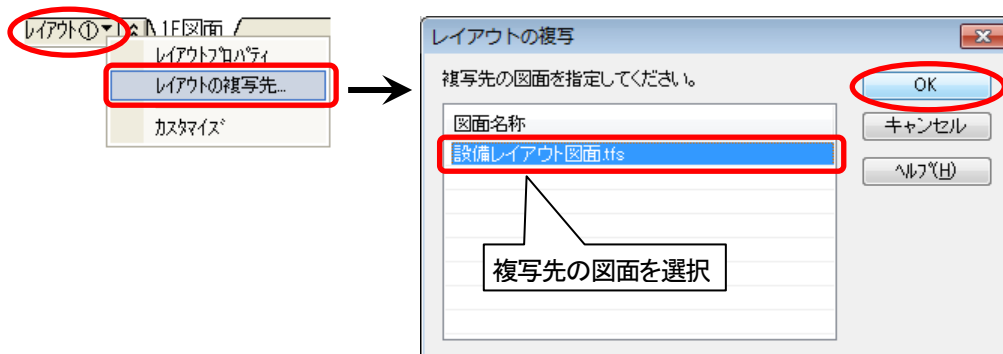 ﾚｲｱｳﾄ①▼
1F図面
ﾚｲｱｳﾄﾌﾟﾛﾊﾟﾃｨ
ﾚｲｱｳﾄの複写先...
ｶｽﾀﾏｲｽﾞ
レイアウトの複写
複写先の図面を指定してください。
図面名称
設備レイアウト図面.tfs
複写先の図面を選択
OK
キャンセル
ﾍﾙﾌﾟ(H)